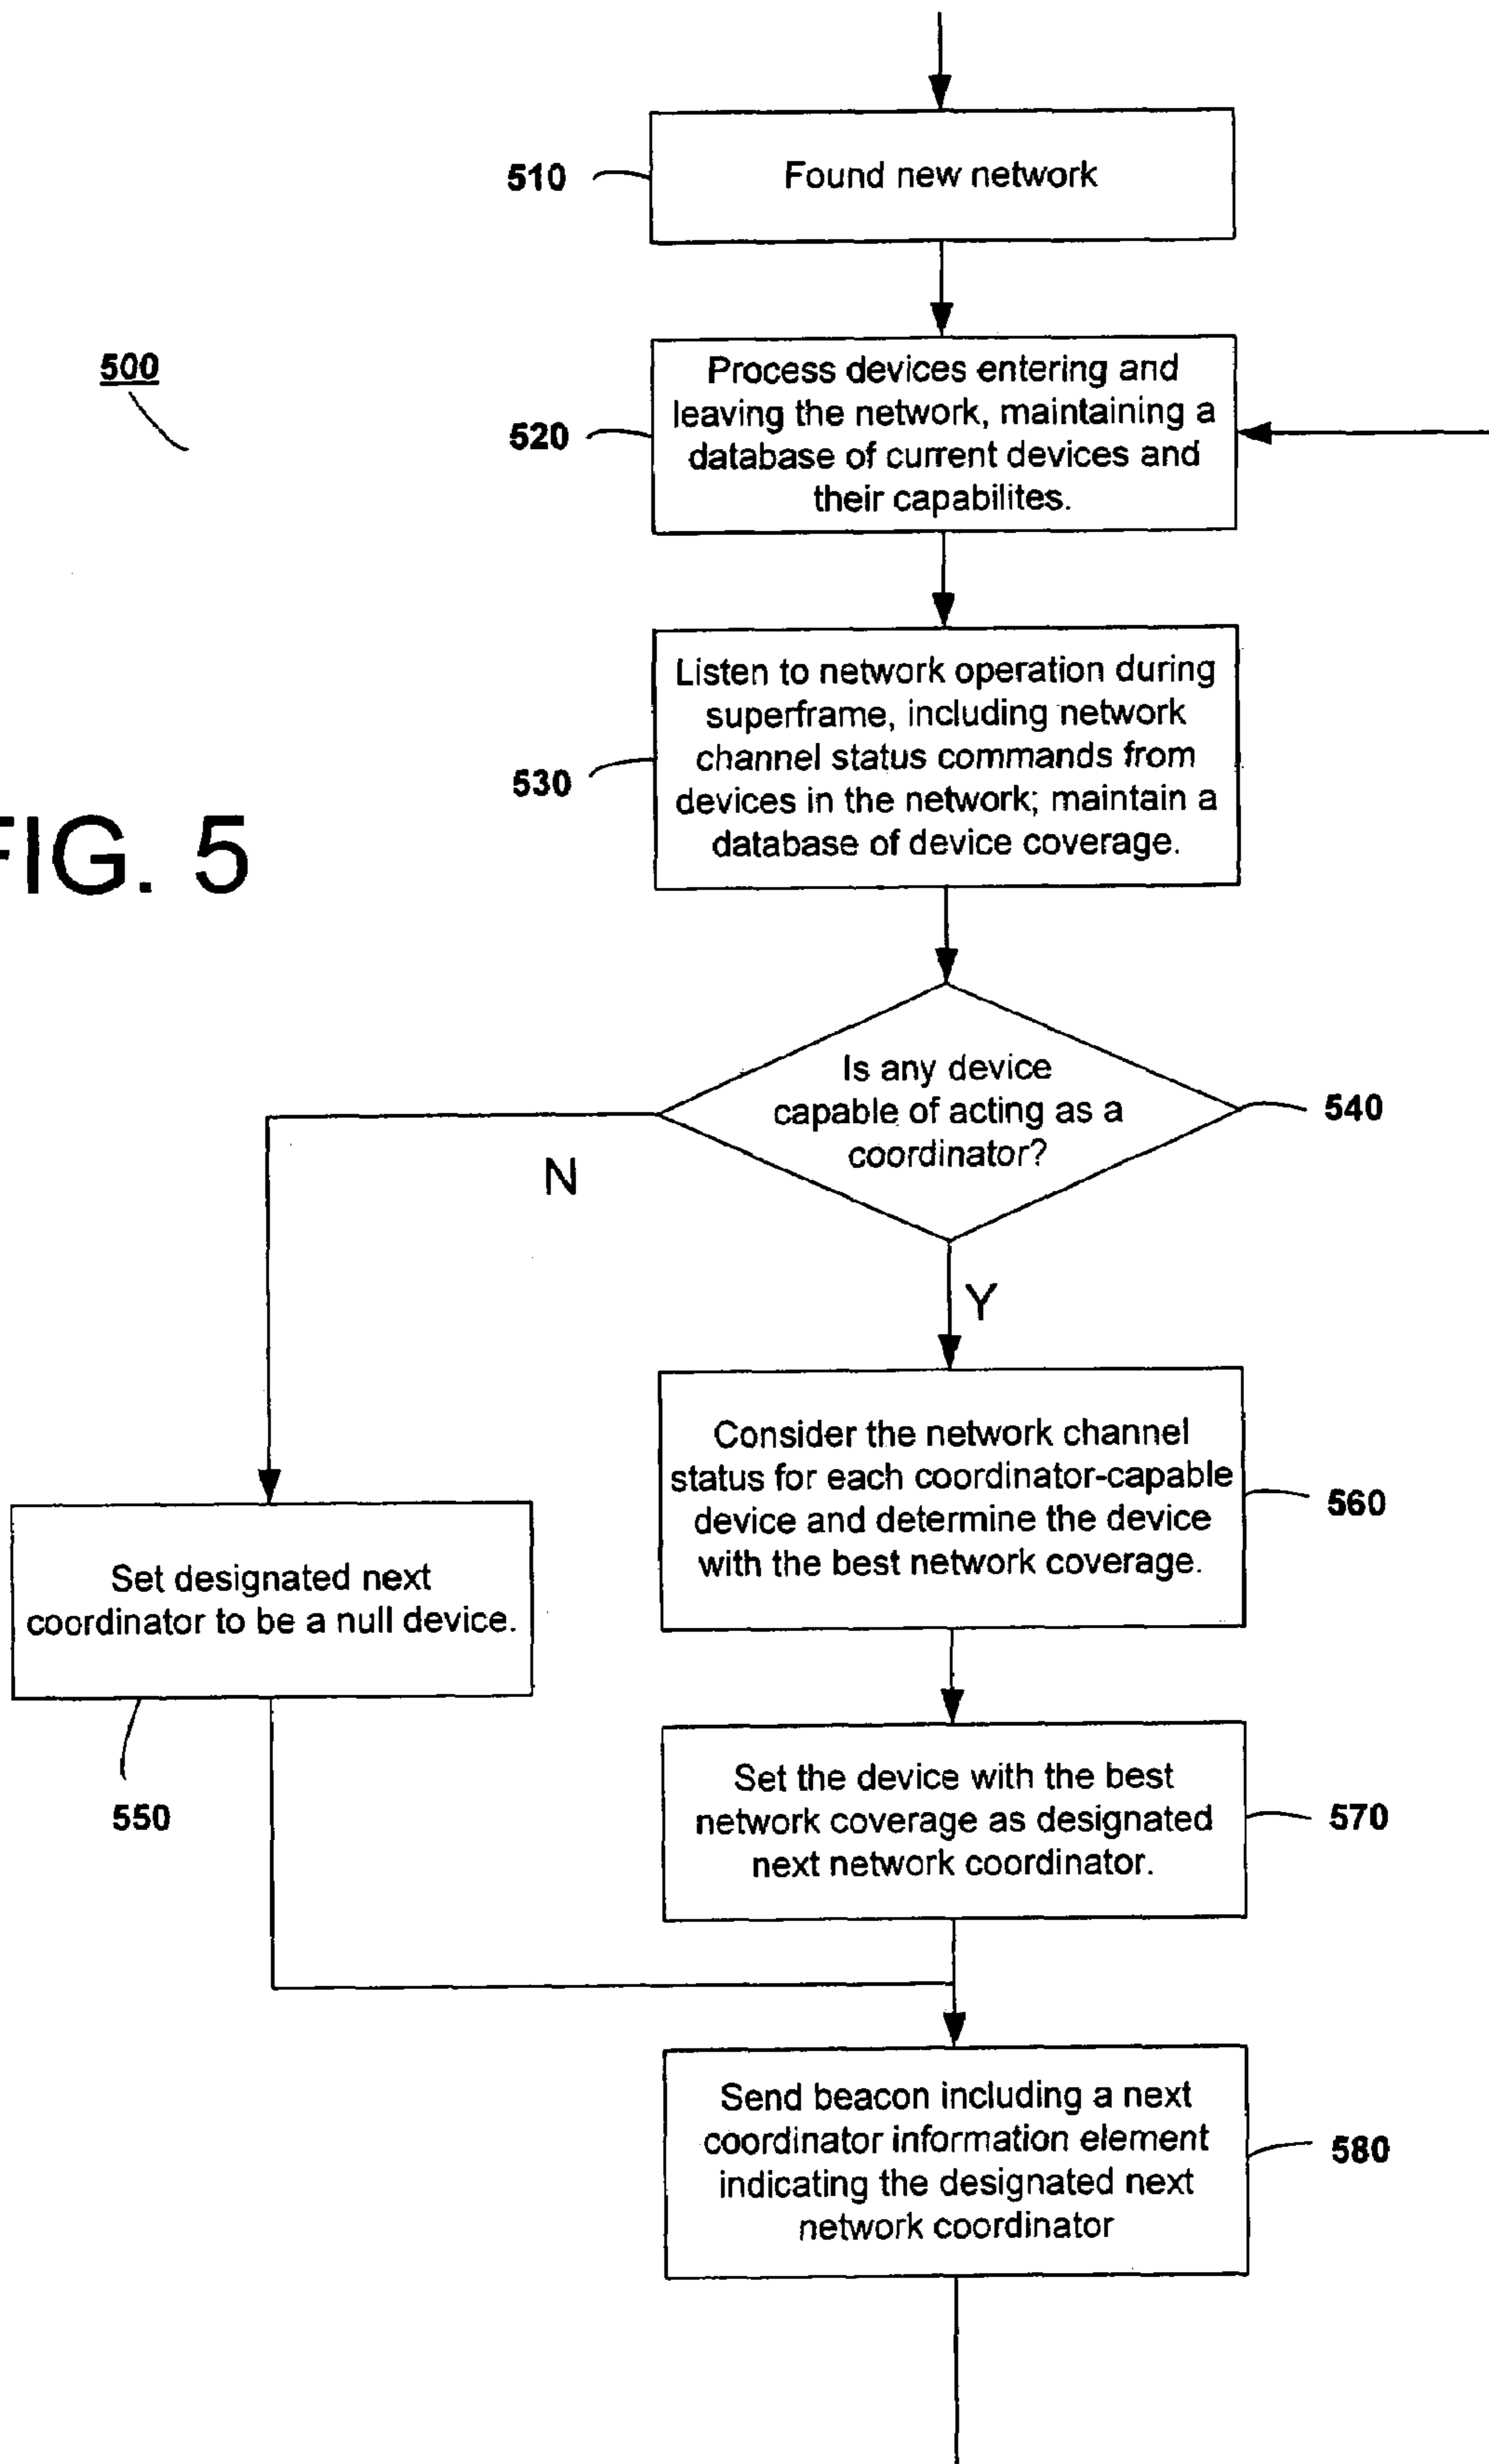 510
Found new network
500
520
Process devices entering and
leaving the network, maintaining a
database of current devices and
their capabilites.
530
Listen to network operation during
superframe, including network
channel status commands from
devices in the network; maintain a
database of device coverage.
FIG. 5
Is any device
capable of acting as a
coordinator?
540
N
Y
Consider the network channel
status for each coordinator-capable
device and determine the device
with the best network coverage.
560
Set designated next
coordinator to be a null device.
550
Set the device with the best
network coverage as designated
next network coordinator.
570
Send beacon including a next
coordinator information element
indicating the designated next
network coordinator
580